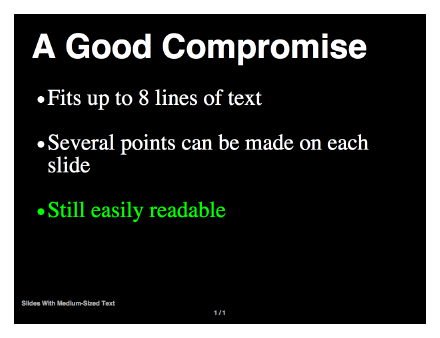 A Good Compromise
•Fits up to 8 lines of text
•Several points can be made on each
slide
•Still easily readable
Slides With Medium-Sized Text
1 / 1